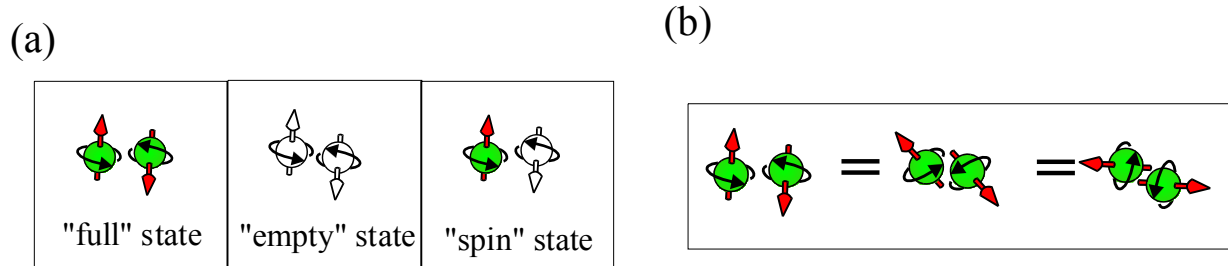 (a)
(b)
"full" state
"empty" state
"spin" state
=
=